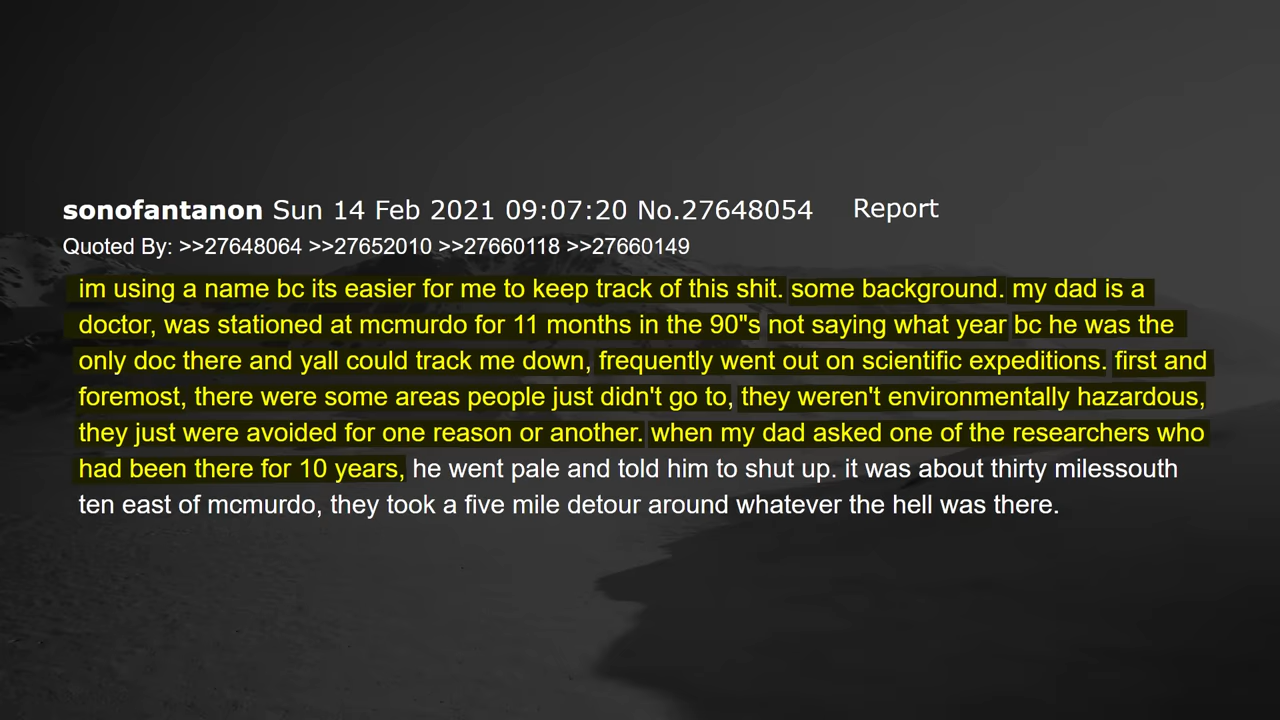 sonofantanon Sun 14 Feb 2021 09:07:20 No.27648054 Report
Quoted By: >>27648064 >>27652010 >>27660118 >>27660149
im using a name bc its easier for me to keep track of this shit. some background. my dad is a
doctor, was stationed at mcmurdo for 11 months in the 90"s not saying what year bc he was the
only doc there and yall could track me down, frequently went out on scientific expeditions. first and
foremost, there were some areas people just didn't go to, they weren't environmentally hazardous,
they just were avoided for one reason or another. when my dad asked one of the researchers who
had been there for 10 years, he went pale and told him to shut up. it was about thirty milessouth
ten east of mcmurdo, they took a five mile detour around whatever the hell was there.